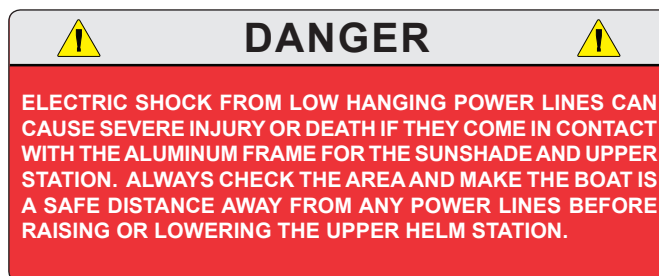 DANGER
ELECTRIC SHOCK FROM LOW HANGING POWER LINES CAN
CAUSE SEVERE INJURY OR DEATH IF THEY COME IN CONTACT
WITH THE ALUMINUM FRAME FOR THE SUNSHADE AND UPPER
STATION. ALWAYS CHECK THE AREA AND MAKE THE BOAT IS
A SAFE DISTANCE AWAY FROM ANY POWER LINES BEFORE
RAISING OR LOWERING THE UPPER HELM STATION.